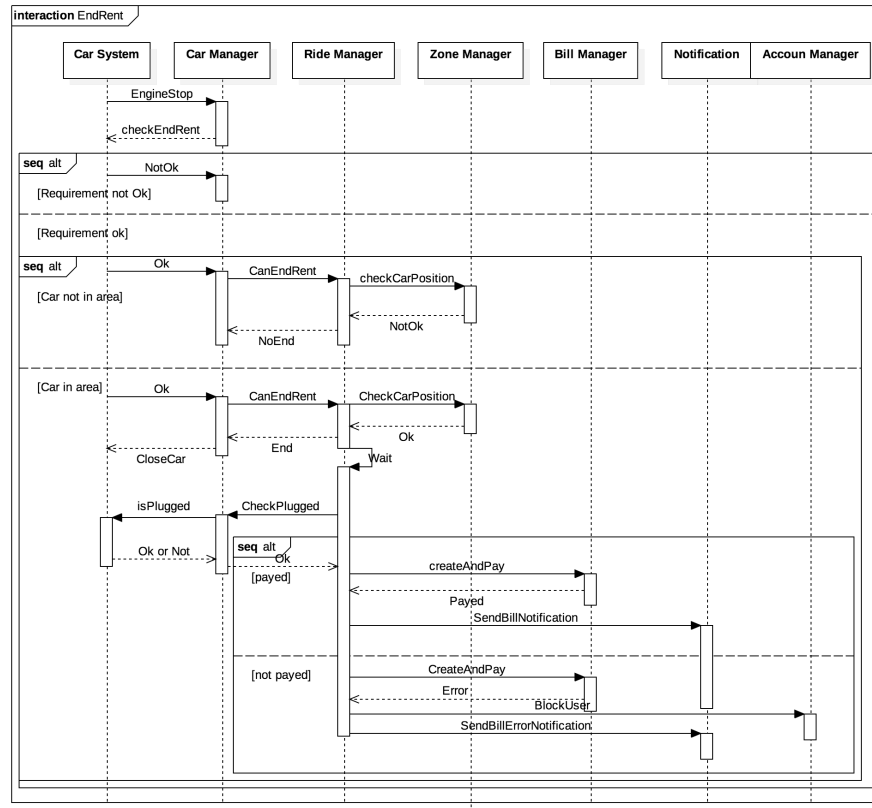 interaction EndRent
Car System
Car Manager
Ride Manager
Zone Manager
Bill Manager
Notification
Accoun Manager
EngineStop
checkEndRent
seq alt
NotOk
[Requirement not Ok]
[Requirement ok]
seq alt
Ok
CanEndRent
checkCarPosition
[Car not in area]
NotOk
NoEnd
[Car in area]
Ok
CanEndRent
CheckCarPosition
Ok
End
CloseCar
Wait
isPlugged
CheckPlugged
seq alt
Ok or Not
Ok
createAndPay
[payed]
Payed
SendBillNotification
[not payed]
CreateAndPay
Error
BlockUser
SendBillErrorNotification